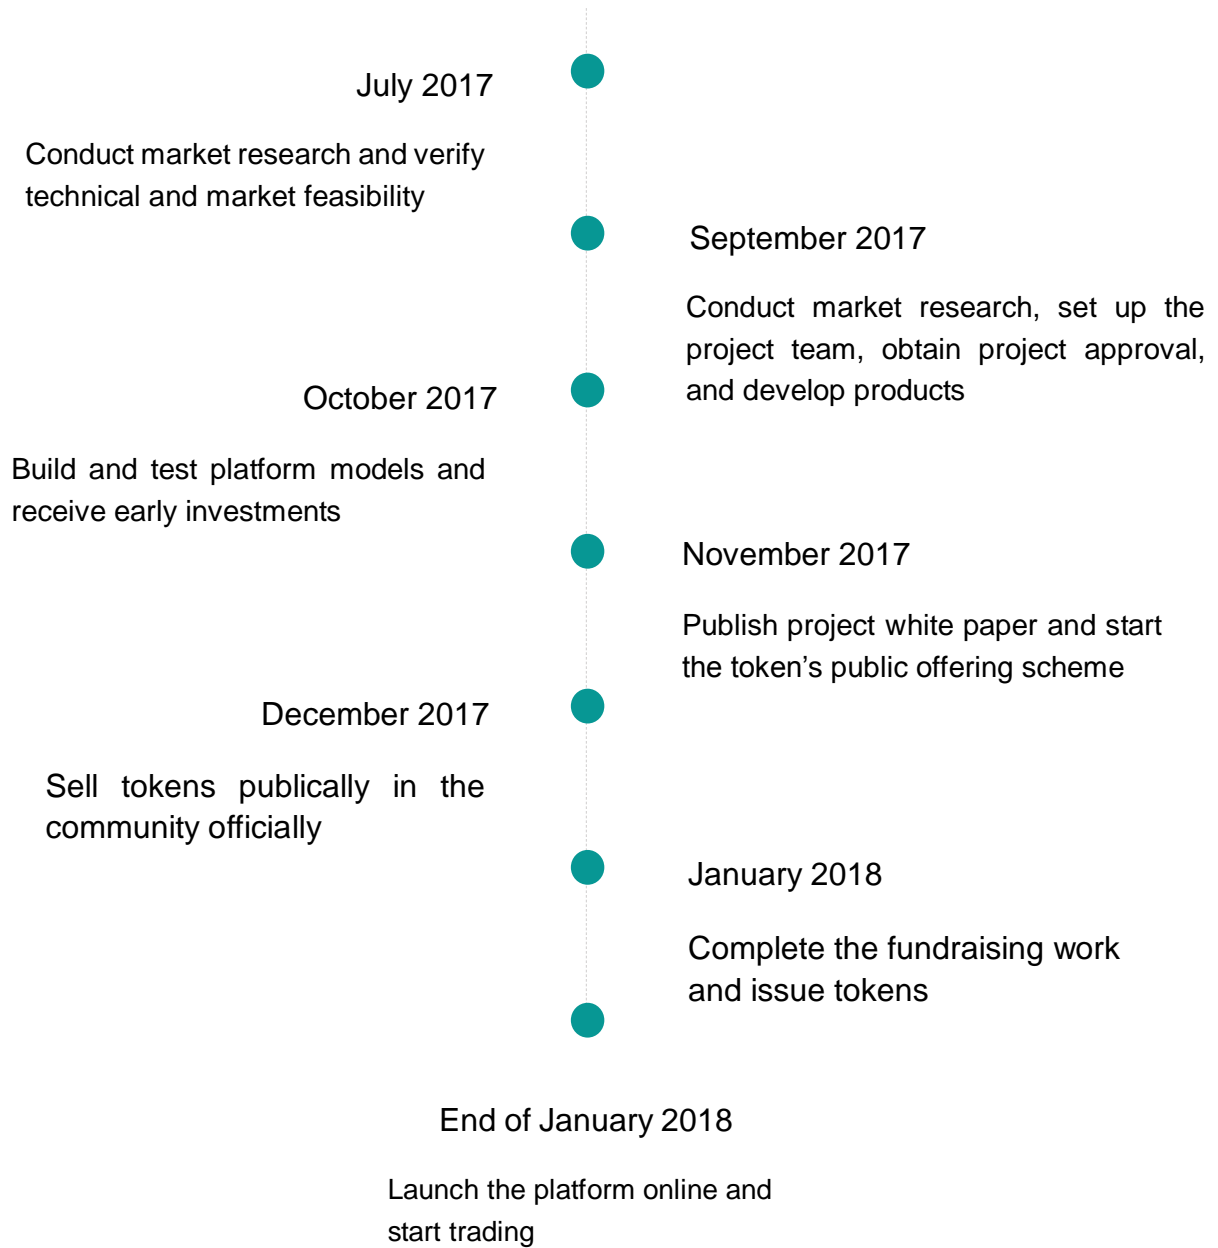 July 2017
Conduct market research and verify
technical and market feasibility
September 2017
Conduct market research, set up the
project team, obtain project approval,
and develop products
October 2017
Build and test platform models and
receive early investments
November 2017
Publish project white paper and start
the token’s public offering scheme
December 2017
Sell tokens publically in the
community officially
January 2018
Complete the fundraising work
and issue tokens
End of January 2018
Launch the platform online and
start trading